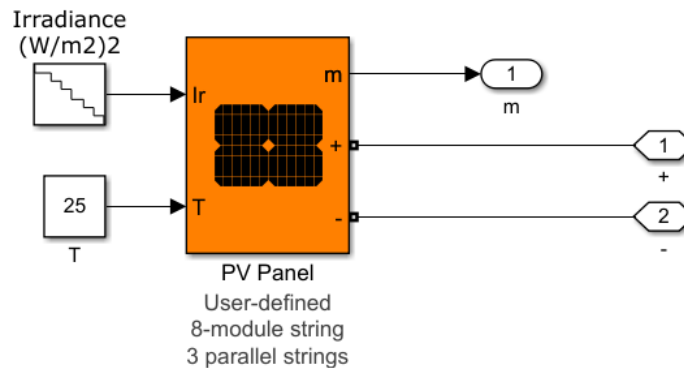 Irradiance
(W/m2)2
Ir
m
1
m
+
1
+
25
T
T
-
2
-
PV Panel
User-defined
8-module string
3 parallel strings